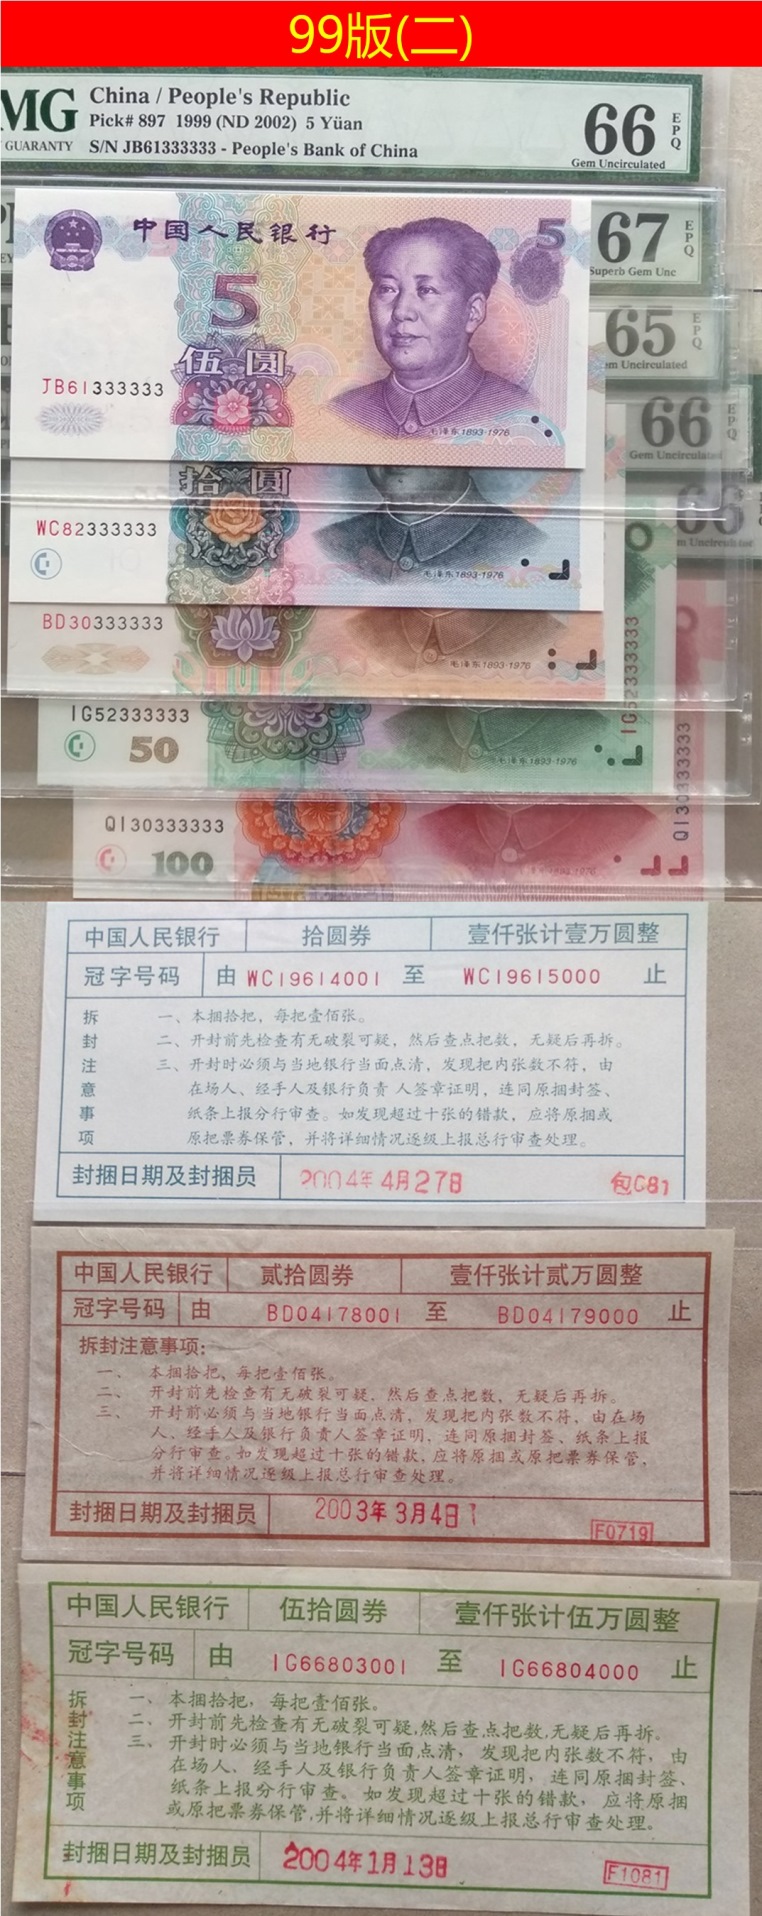 99版(二)
MG
GUARANTY
China / People's Republic
Pick# 897 1999 (ND 2002) 5 Yüan
S/N JB61333333 - People's Bank of China
66
EPQ
Gem Uncirculated
中国人民银行
5
67
EPQ
Superb Gem Unc
5
伍圆
65
EPQ
Uncirculated
JB61333333
毛泽东1893-1976
66
EPQ
Gem Uncirculated
拾圆
66
WC82333333
毛泽东1893-1976
BD30333333
毛泽东1893-1976
IG52333333
IG52333333
50
毛泽东1893-1976
QI30333333
QI30333333
100
毛泽东1893-1976
中国人民银行 拾圆券 壹仟张计壹万圆整
冠字号码 由 WC19614001 至 WC19615000 止
拆封注意事项
一、本捆拾把，每把壹佰张。
二、开封前先检查有无破裂可疑，然后查点把数，无疑后再拆。
三、开封时必须与当地银行当面点清，发现把内张数不符，由
在场人、经手人及银行负责人签章证明，连同原捆封签、
纸条上报分行审查。如发现超过十张的错款，应将原捆或
原把票券保管，并将详细情况逐级上报总行审查处理。
封捆日期及封捆员 2004年4月27日 包C81
中国人民银行 贰拾圆券 壹仟张计贰万圆整
冠字号码 由 BD04178001 至 BD04179000 止
拆封注意事项：
一、本捆拾把，每把壹佰张。
二、开封前先检查有无破裂可疑，然后查点把数，无疑后再拆。
三、开封前必须与当地银行当面点清，发现把内张数不符，由在场
人、经手人及银行负责人签章证明，连同原捆封签、纸条上报
分行审查。如发现超过十张的错款，应将原捆或原把票券保管，
并将详细情况逐级上报总行审查处理。
封捆日期及封捆员 2003年3月4日 F0719
中国人民银行 伍拾圆券 壹仟张计伍万圆整
冠字号码 由 IG66803001 至 IG66804000 止
拆封注意事项
一、本捆拾把，每把壹佰张。
二、开封前先检查有无破裂可疑，然后查点把数，无疑后再拆。
三、开封时必须与当地银行当面点清，发现把内张数不符，由
在场人、经手人及银行负责人签章证明，连同原捆封签、
纸条上报分行审查。如发现超过十张的错款，应将原捆
或原把票券保管，并将详细情况逐级上报总行审查处理。
封捆日期及封捆员 2004年1月13日 F1081